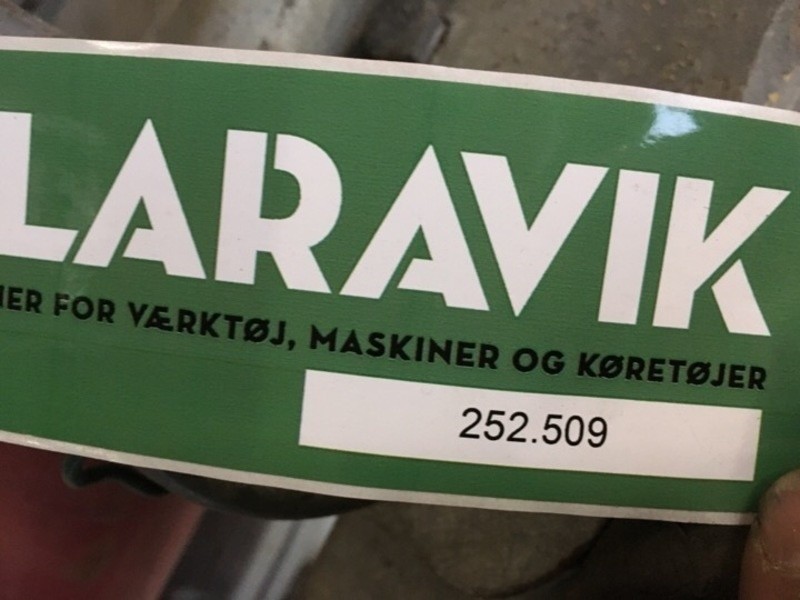 LARAVIK
FOR VÆRKTØJ, MASKINER OG KØRETØJER
252.509